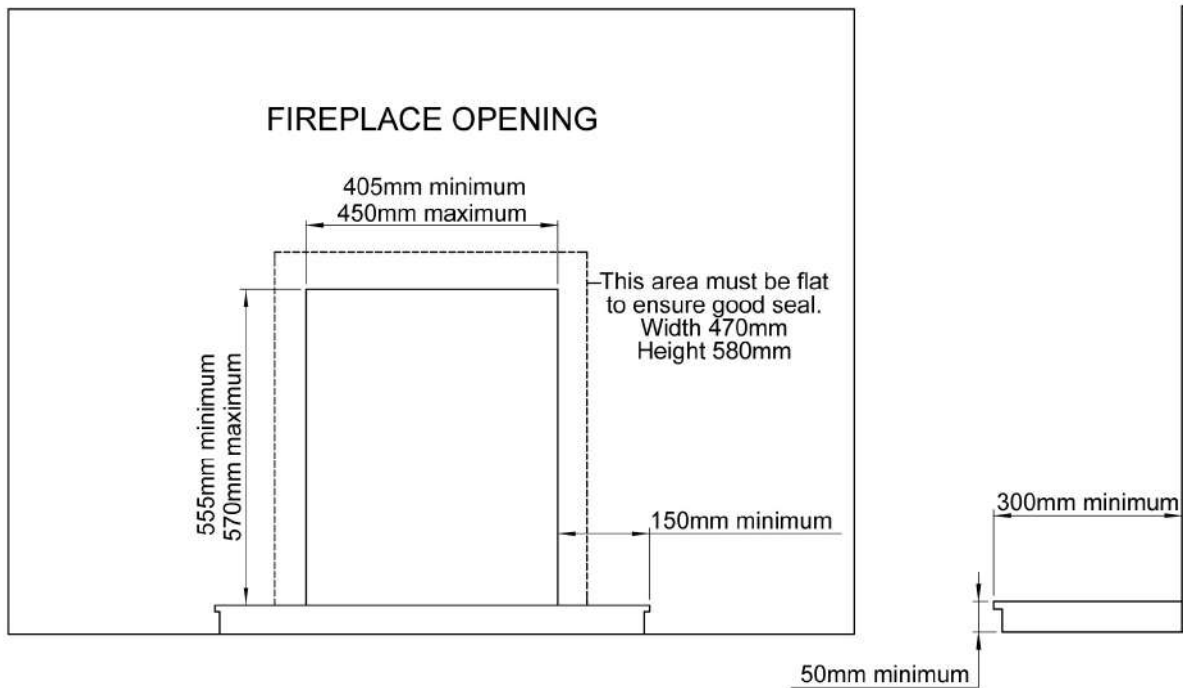 FIREPLACE OPENING
405mm minimum
450mm maximum
This area must be flat
to ensure good seal.
Width 470mm
Height 580mm
555mm minimum
570mm maximum
150mm minimum
300mm minimum
50mm minimum